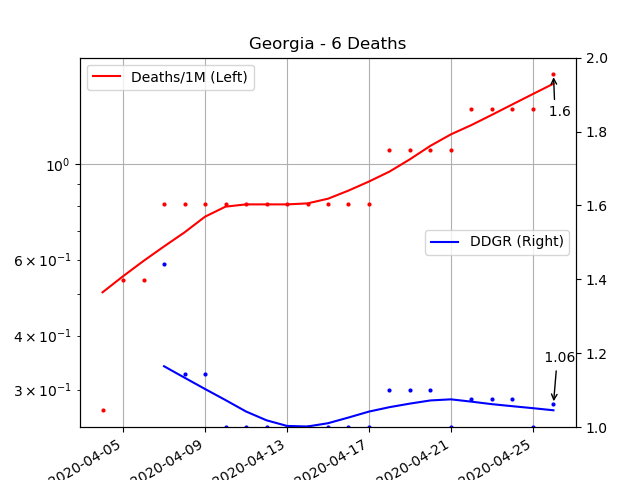 Georgia - 6 Deaths
Deaths/1M (Left)
DDGR (Right)
1.6
1.06
10⁰
6 × 10⁻¹
4 × 10⁻¹
3 × 10⁻¹
2.0
1.8
1.6
1.4
1.2
1.0
2020-04-05
2020-04-09
2020-04-13
2020-04-17
2020-04-21
2020-04-25